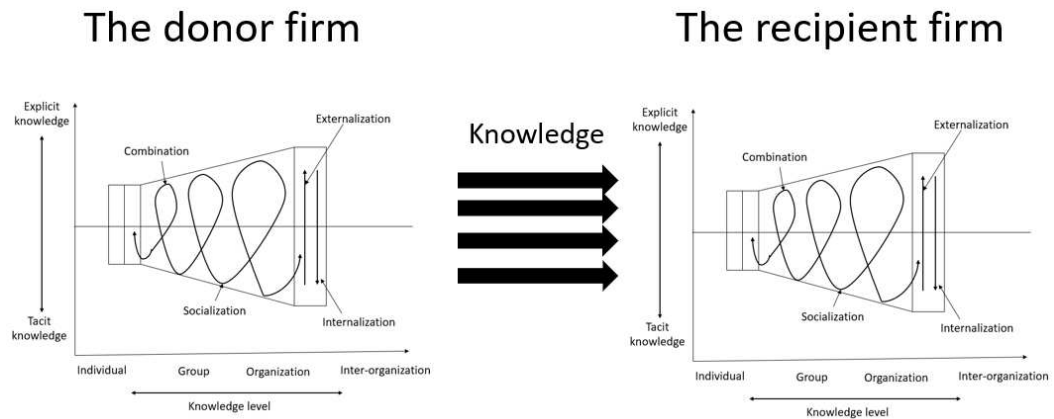 The donor firm
Explicit
knowledge
Combination
Externalization
Socialization
Internalization
Tacit
knowledge
Individual
Group
Organization
Inter-organization
Knowledge level
Knowledge
The recipient firm
Explicit
knowledge
Combination
Externalization
Socialization
Internalization
Tacit
knowledge
Individual
Group
Organization
Inter-organization
Knowledge level